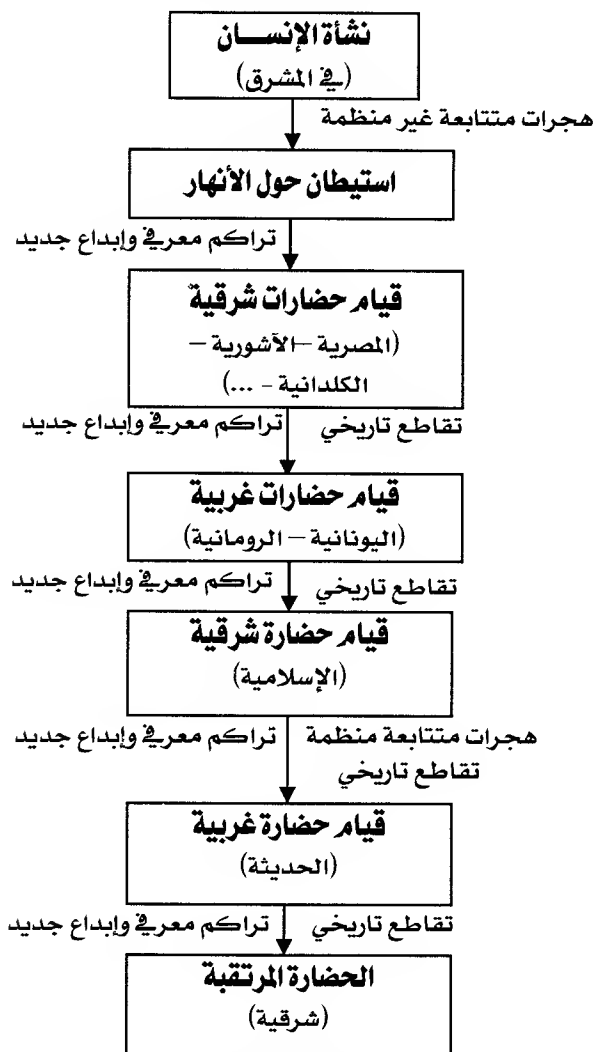 نشأة الإنســـان
(في المشرق)
هجرات متتابعة غير منظمة
استيطان حول الأنهار
تراكم معرفي وإبداع جديد
قيام حضارات شرقية
(المصرية – الآشورية –
الكلدانية - ...)
تقاطع تاريخي تراكم معرفي وإبداع جديد
قيام حضارات غربية
(اليونانية – الرومانية)
تقاطع تاريخي تراكم معرفي وإبداع جديد
قيام حضارة شرقية
(الإسلامية)
هجرات متتابعة منظمة تراكم معرفي وإبداع جديد
تقاطع تاريخي
قيام حضارة غربية
(الحديثة)
تقاطع تاريخي تراكم معرفي وإبداع جديد
الحضارة المرتقبة
(شرقية)